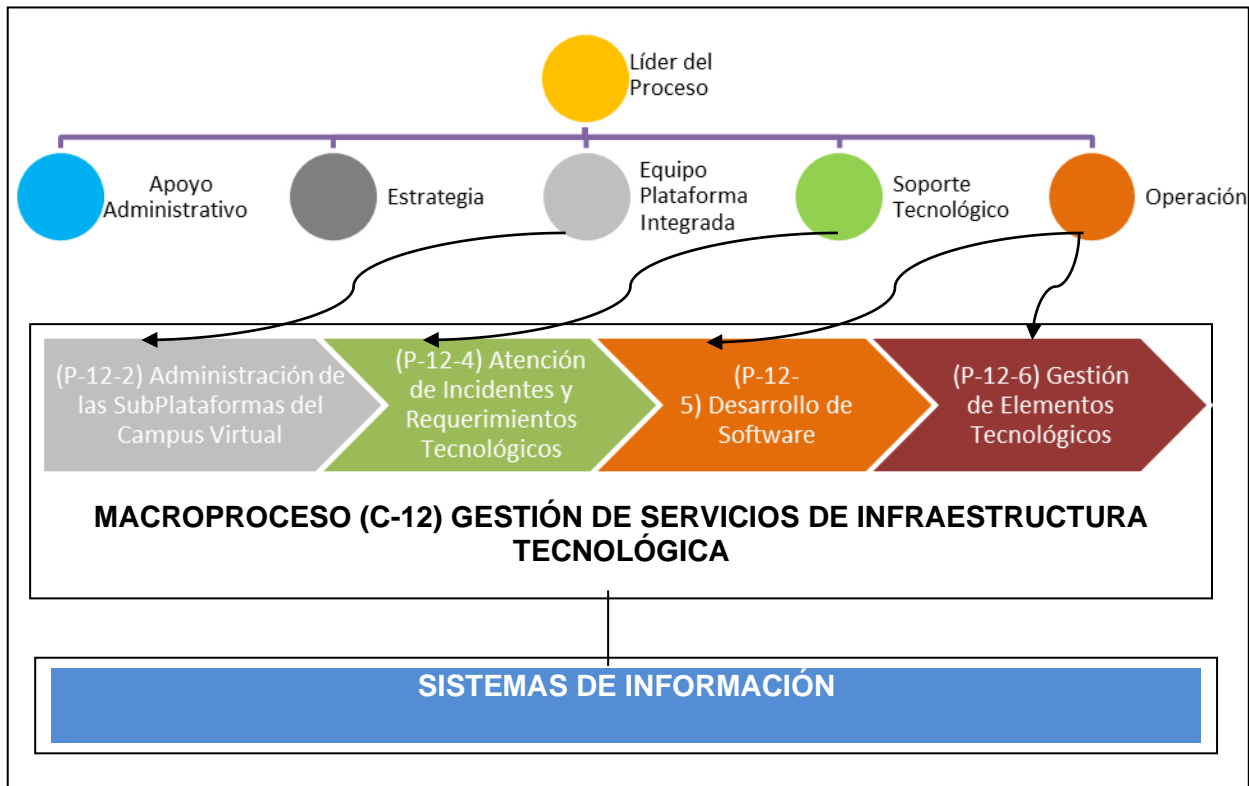 Líder del
Proceso
Apoyo
Administrativo
Estrategia
Equipo
Plataforma
Integrada
Soporte
Tecnológico
Operación
(P-12-2) Administración de
las SubPlataformas del
Campus Virtual
(P-12-4) Atención
de Incidentes y
Requerimientos
Tecnológicos
(P-12-
5) Desarrollo de
Software
(P-12-6) Gestión
de Elementos
Tecnológicos
MACROPROCESO (C-12) GESTIÓN DE SERVICIOS DE INFRAESTRUCTURA
TECNOLÓGICA
SISTEMAS DE INFORMACIÓN